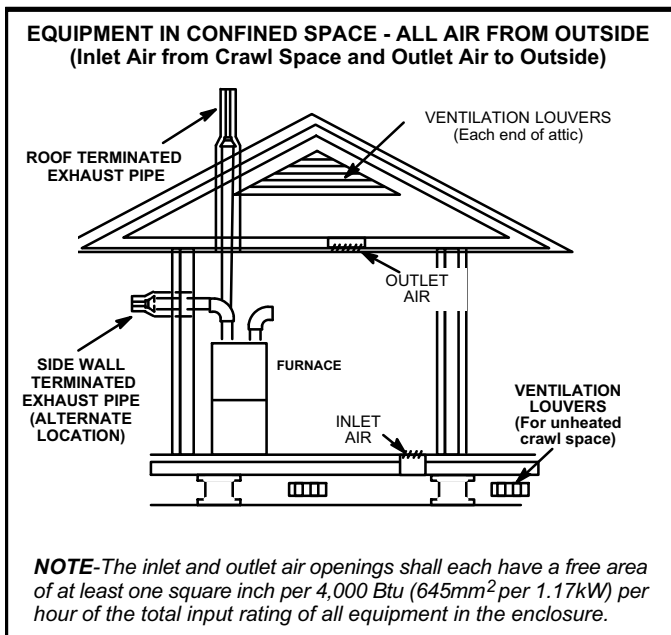 EQUIPMENT IN CONFINED SPACE - ALL AIR FROM OUTSIDE
(Inlet Air from Crawl Space and Outlet Air to Outside)
VENTILATION LOUVERS
(Each end of attic)
ROOF TERMINATED
EXHAUST PIPE
OUTLET
AIR
SIDE WALL
TERMINATED
EXHAUST PIPE
(ALTERNATE
LOCATION)
FURNACE
INLET
AIR
VENTILATION
LOUVERS
(For unheated
crawl space)
NOTE-The inlet and outlet air openings shall each have a free area
of at least one square inch per 4,000 Btu (645mm² per 1.17kW) per
hour of the total input rating of all equipment in the enclosure.